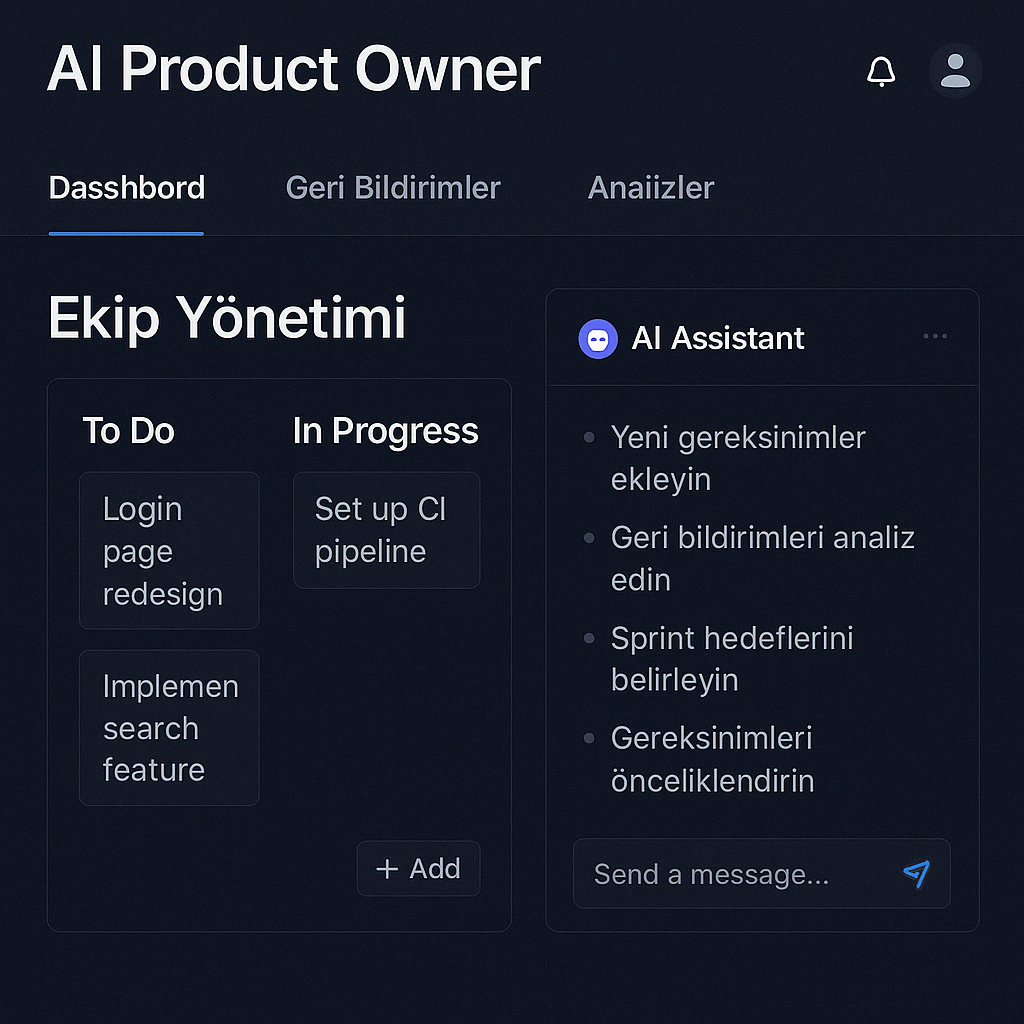 AI Product Owner
Dasshbord
Geri Bildirimler
Anaiizler
Ekip Yönetimi
To Do
Login
page
redesign
Implemen
search
feature
In Progress
Set up CI
pipeline
+ Add
AI Assistant
Yeni gereksinimler
ekleyin
Geri bildirimleri analiz
edin
Sprint hedeflerini
belirleyin
Gereksinimleri
önceliklendirin
Send a message...